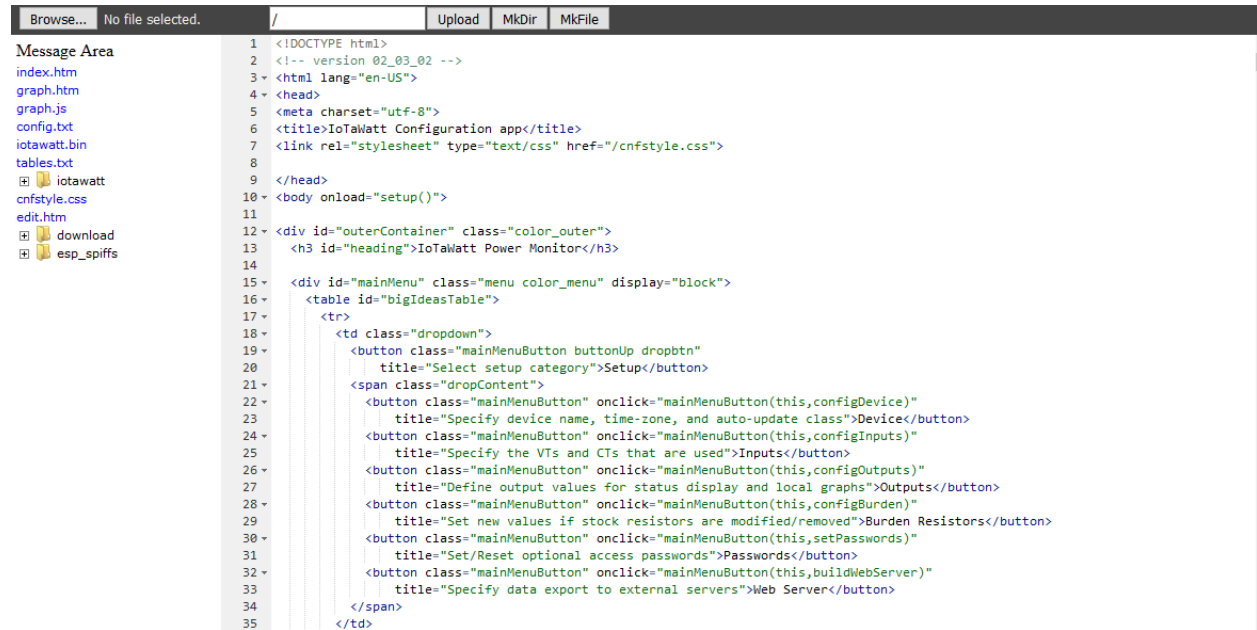 Browse... No file selected. / Upload MkDir MkFile
Message Area
index.htm
graph.htm
graph.js
config.txt
iotawatt.bin
tables.txt
iotawatt
cnfstyle.css
edit.htm
download
esp_spiffs
1 <!DOCTYPE html>
2 <!-- version 02_03_02 -->
3 <html lang="en-US">
4 <head>
5 <meta charset="utf-8">
6 <title>IoTaWatt Configuration app</title>
7 <link rel="stylesheet" type="text/css" href="/cnfstyle.css">
8
9 </head>
10 <body onload="setup()">
11
12 <div id="outerContainer" class="color_outer">
13 <h3 id="heading">IoTaWatt Power Monitor</h3>
14
15 <div id="mainMenu" class="menu color_menu" display="block">
16 <table id="bigIdeasTable">
17 <tr>
18 <td class="dropdown">
19 <button class="mainMenuButton buttonUp dropbtn"
20 title="Select setup category">Setup</button>
21 <span class="dropContent">
22 <button class="mainMenuButton" onclick="mainMenuButton(this,configDevice)"
23 title="Specify device name, time-zone, and auto-update class">Device</button>
24 <button class="mainMenuButton" onclick="mainMenuButton(this,configInputs)"
25 title="Specify the VTs and CTs that are used">Inputs</button>
26 <button class="mainMenuButton" onclick="mainMenuButton(this,configOutputs)"
27 title="Define output values for status display and local graphs">Outputs</button>
28 <button class="mainMenuButton" onclick="mainMenuButton(this,configBurden)"
29 title="Set new values if stock resistors are modified/removed">Burden Resistors</button>
30 <button class="mainMenuButton" onclick="mainMenuButton(this,setPasswords)"
31 title="Set/Reset optional access passwords">Passwords</button>
32 <button class="mainMenuButton" onclick="mainMenuButton(this,buildWebServer)"
33 title="Specify data export to external servers">Web Server</button>
34 </span>
35 </td>